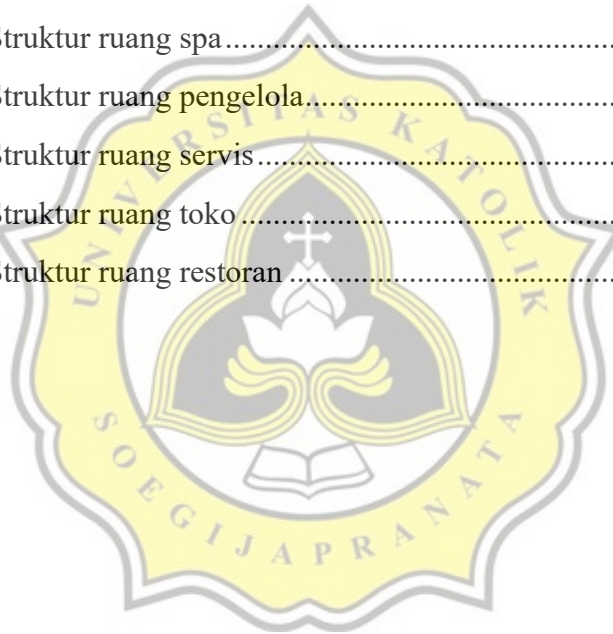 Struktur ruang spa.......................................................
Struktur ruang pengelola..........................................
Struktur ruang servis..................................................
Struktur ruang toko.....................................................
Struktur ruang restoran ............................................
UNIVERSITAS KATOLIK
SOEGIJAPRANATA